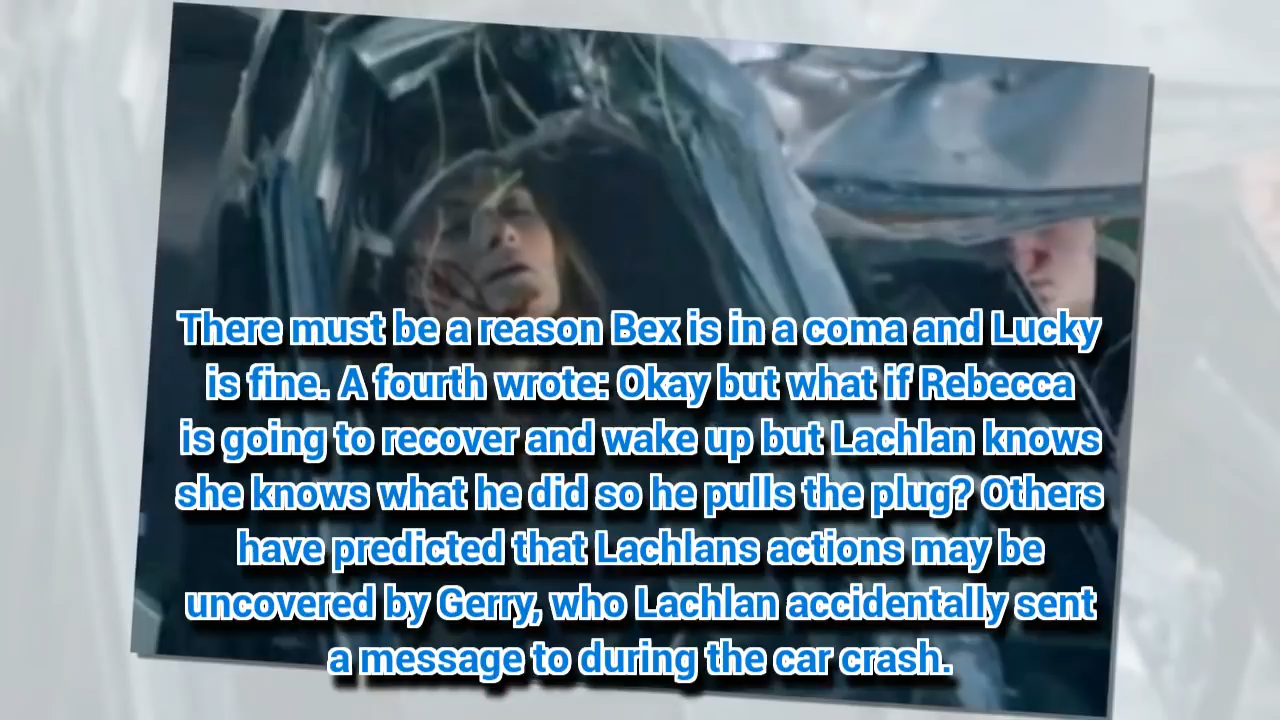 There must be a reason Bex is in a coma and Lucky
is fine. A fourth wrote: Okay but what if Rebecca
is going to recover and wake up but Lachlan knows
she knows what he did so he pulls the plug? Others
have predicted that Lachlans actions may be
uncovered by Gerry, who Lachlan accidentally sent
a message to during the car crash.